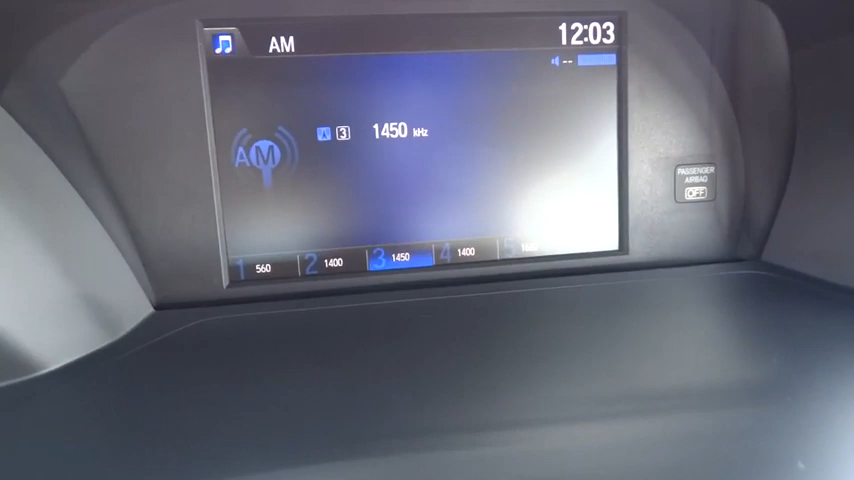 AM
12:03
--
3 1450 kHz
AM
PASSENGER
AIRBAG
OFF
1 560 2 1400 3 1450 4 1400 5